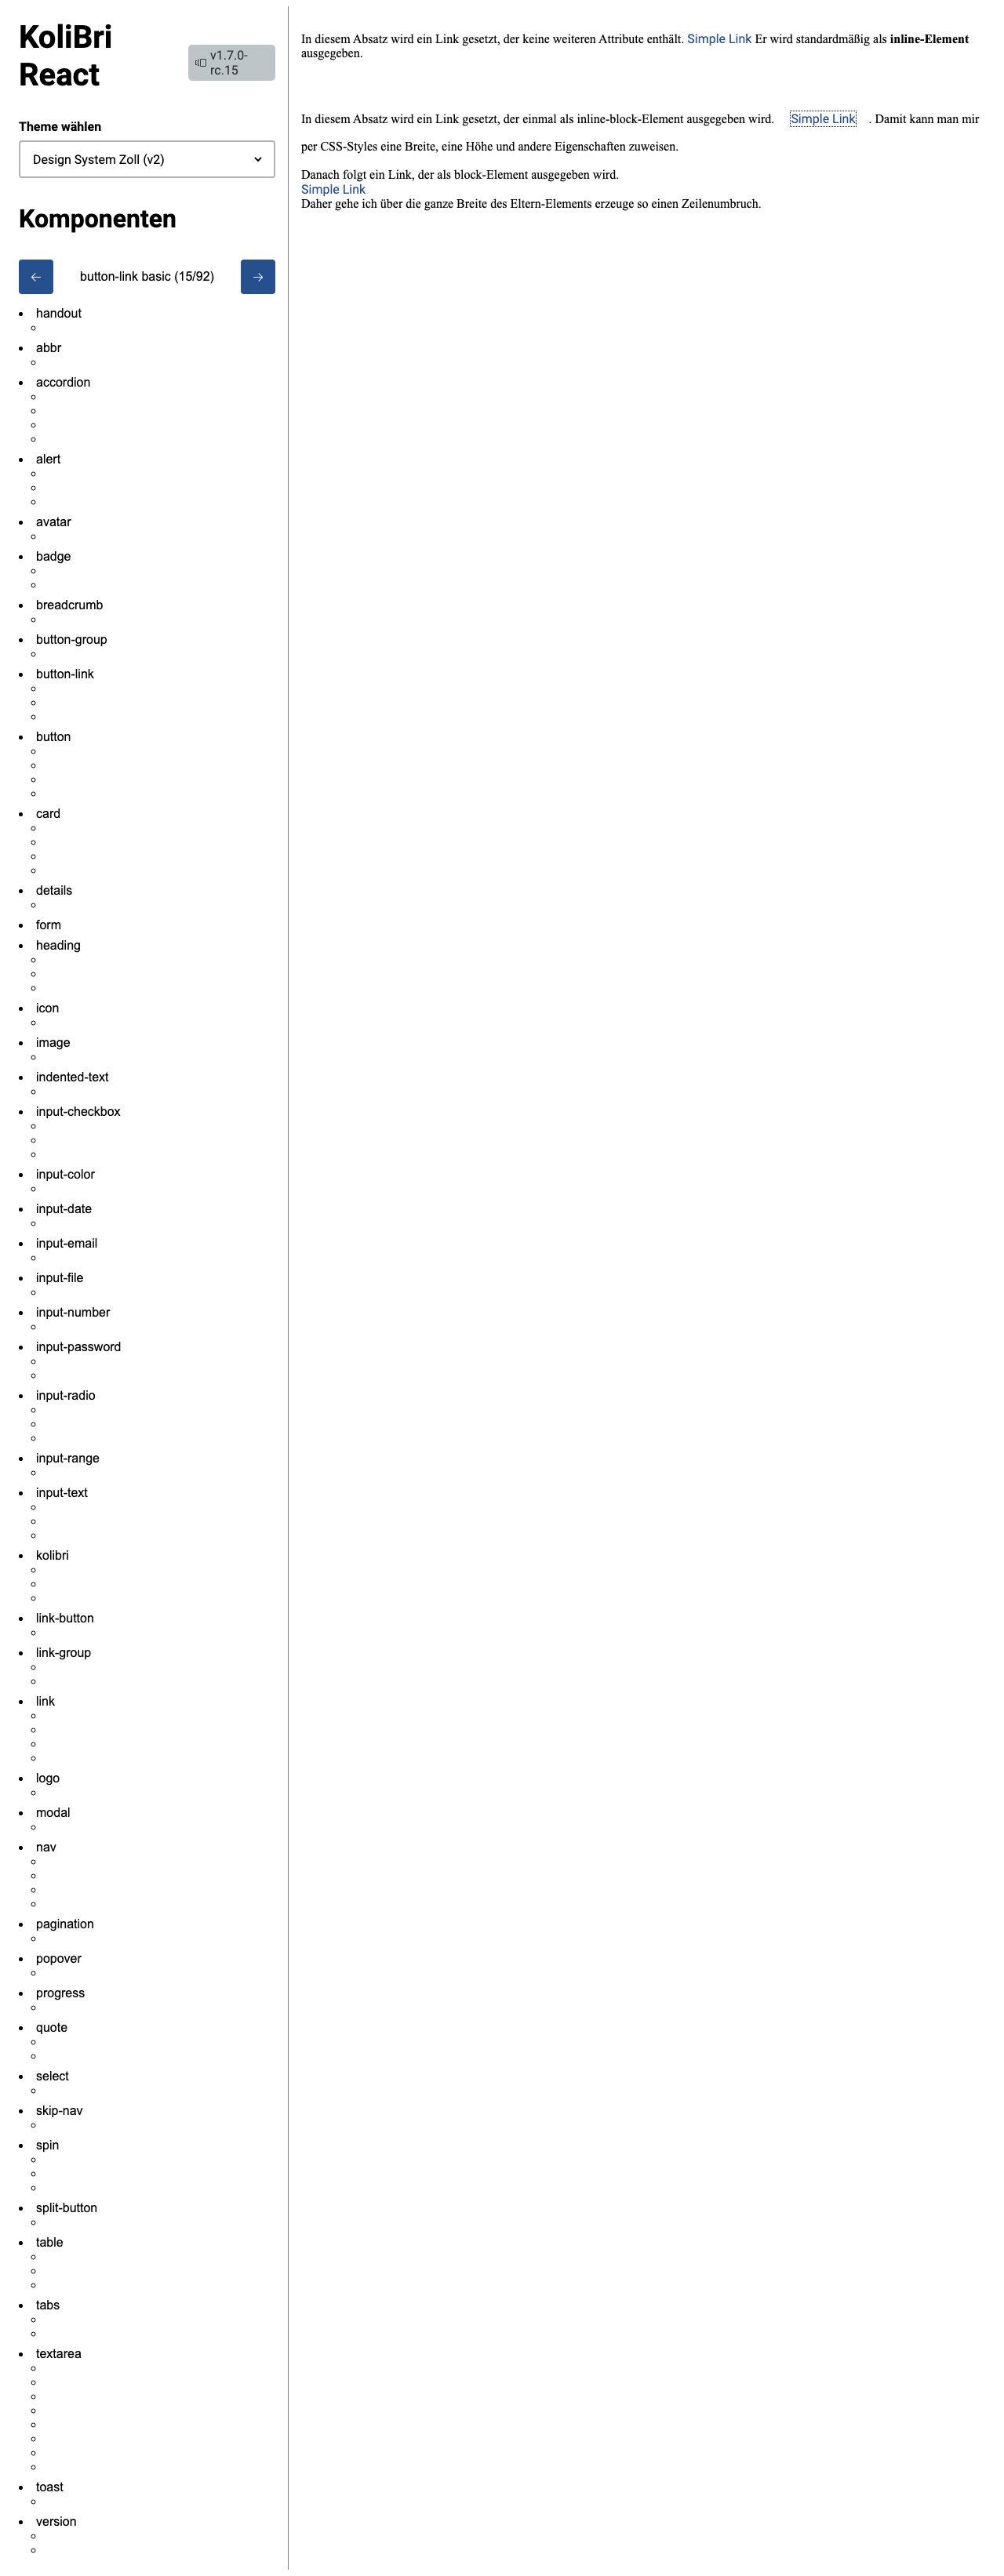 KoliBri
React
v1.7.0-
rc.15
Theme wählen
Design System Zoll (v2)
Komponenten
button-link basic (15/92)
handout
abbr
accordion
alert
avatar
badge
breadcrumb
button-group
button-link
button
card
details
form
heading
icon
image
indented-text
input-checkbox
input-color
input-date
input-email
input-file
input-number
input-password
input-radio
input-range
input-text
kolibri
link-button
link-group
link
logo
modal
nav
pagination
popover
progress
quote
select
skip-nav
spin
split-button
table
tabs
textarea
toast
version
In diesem Absatz wird ein Link gesetzt, der keine weiteren Attribute enthält. Simple Link Er wird standardmäßig als inline-Element
ausgegeben.
In diesem Absatz wird ein Link gesetzt, der einmal als inline-block-Element ausgegeben wird. Simple Link . Damit kann man mir
per CSS-Styles eine Breite, eine Höhe und andere Eigenschaften zuweisen.
Danach folgt ein Link, der als block-Element ausgegeben wird.
Simple Link
Daher gehe ich über die ganze Breite des Eltern-Elements erzeuge so einen Zeilenumbruch.